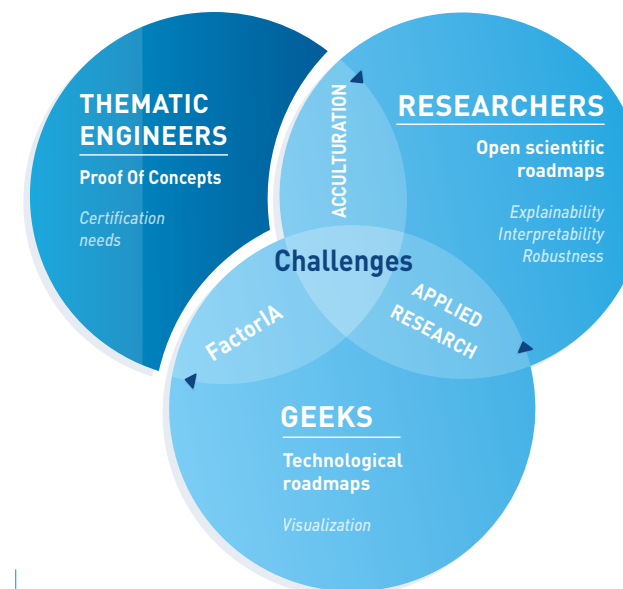 THEMATIC
ENGINEERS
Proof Of Concepts
Certification
needs
ACCULTURATION
RESEARCHERS
Open scientific
roadmaps
Explainability
Interpretability
Robustness
Challenges
FactorIA
APPLIED
RESEARCH
GEEKS
Technological
roadmaps
Visualization